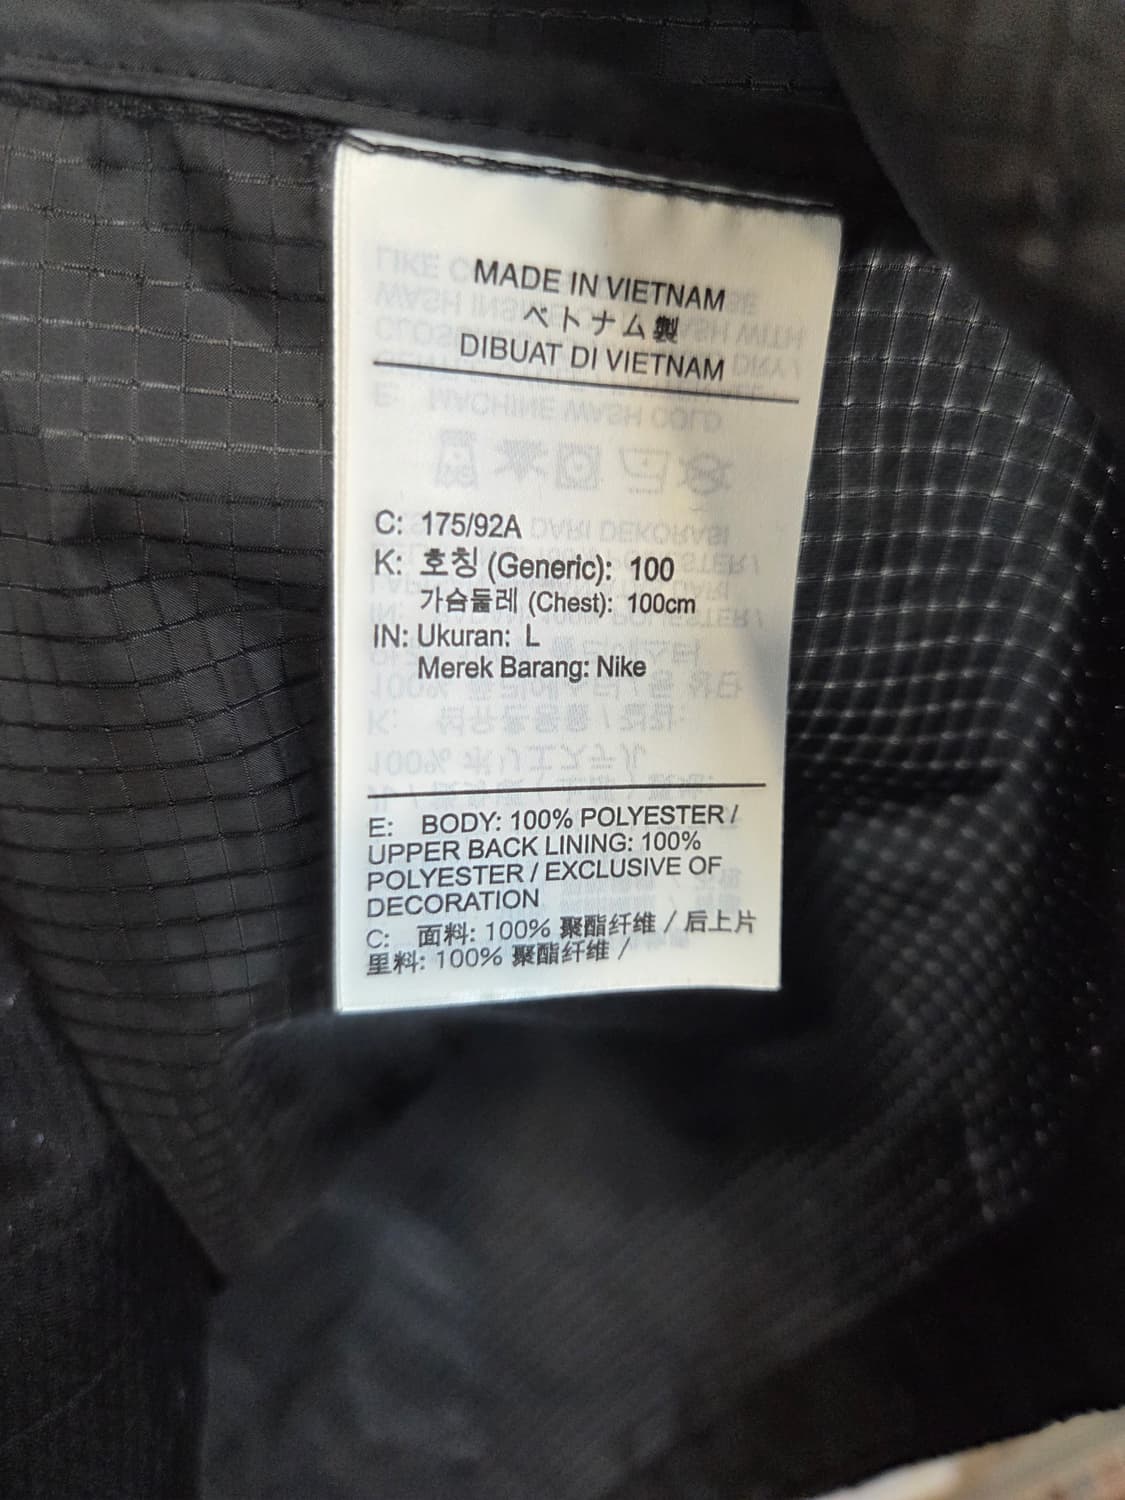 MADE IN VIETNAM
ベトナム製
DIBUAT DI VIETNAM
C: 175/92A
K: 호칭 (Generic): 100
가슴둘레 (Chest): 100cm
IN: Ukuran: L
Merek Barang: Nike
E: BODY: 100% POLYESTER /
UPPER BACK LINING: 100%
POLYESTER / EXCLUSIVE OF
DECORATION
C: 面料: 100% 聚酯纤维 / 后上片
里料: 100% 聚酯纤维 /